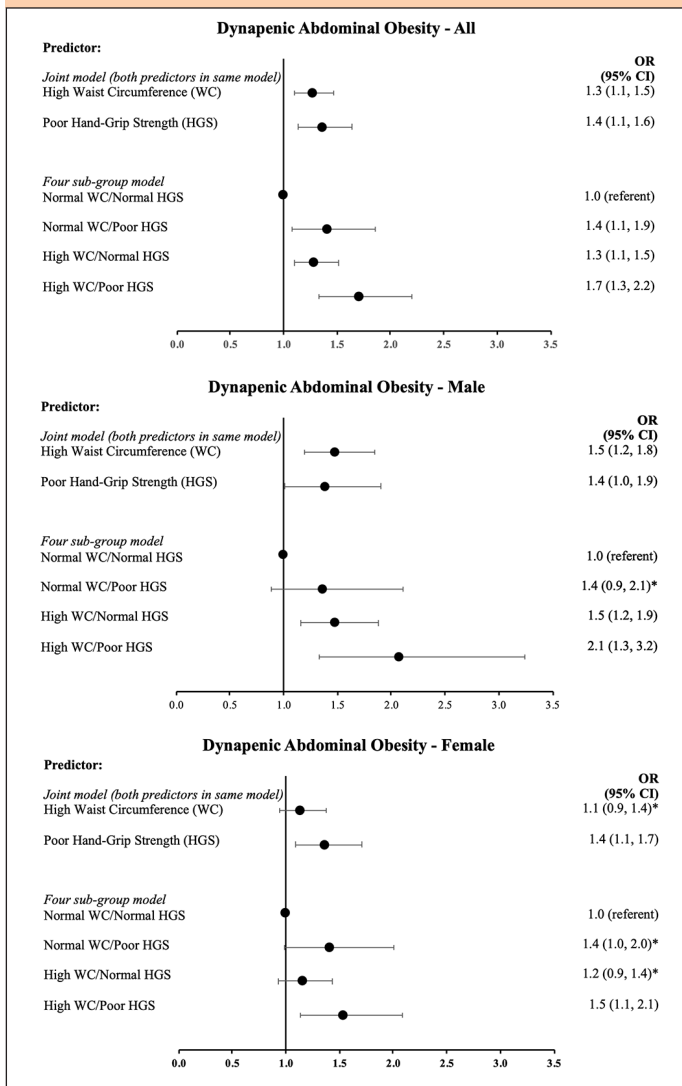 Dynapenic Abdominal Obesity - All
Predictor:
OR
Joint model (both predictors in same model) (95% CI)
High Waist Circumference (WC) 1.3 (1.1, 1.5)
Poor Hand-Grip Strength (HGS) 1.4 (1.1, 1.6)
Four sub-group model
Normal WC/Normal HGS 1.0 (referent)
Normal WC/Poor HGS 1.4 (1.1, 1.9)
High WC/Normal HGS 1.3 (1.1, 1.5)
High WC/Poor HGS 1.7 (1.3, 2.2)
0.0 0.5 1.0 1.5 2.0 2.5 3.0 3.5
Dynapenic Abdominal Obesity - Male
Predictor:
OR
Joint model (both predictors in same model) (95% CI)
High Waist Circumference (WC) 1.5 (1.2, 1.8)
Poor Hand-Grip Strength (HGS) 1.4 (1.0, 1.9)
Four sub-group model
Normal WC/Normal HGS 1.0 (referent)
Normal WC/Poor HGS 1.4 (0.9, 2.1)*
High WC/Normal HGS 1.5 (1.2, 1.9)
High WC/Poor HGS 2.1 (1.3, 3.2)
0.0 0.5 1.0 1.5 2.0 2.5 3.0 3.5
Dynapenic Abdominal Obesity - Female
Predictor:
OR
Joint model (both predictors in same model) (95% CI)
High Waist Circumference (WC) 1.1 (0.9, 1.4)*
Poor Hand-Grip Strength (HGS) 1.4 (1.1, 1.7)
Four sub-group model
Normal WC/Normal HGS 1.0 (referent)
Normal WC/Poor HGS 1.4 (1.0, 2.0)*
High WC/Normal HGS 1.2 (0.9, 1.4)*
High WC/Poor HGS 1.5 (1.1, 2.1)
0.0 0.5 1.0 1.5 2.0 2.5 3.0 3.5